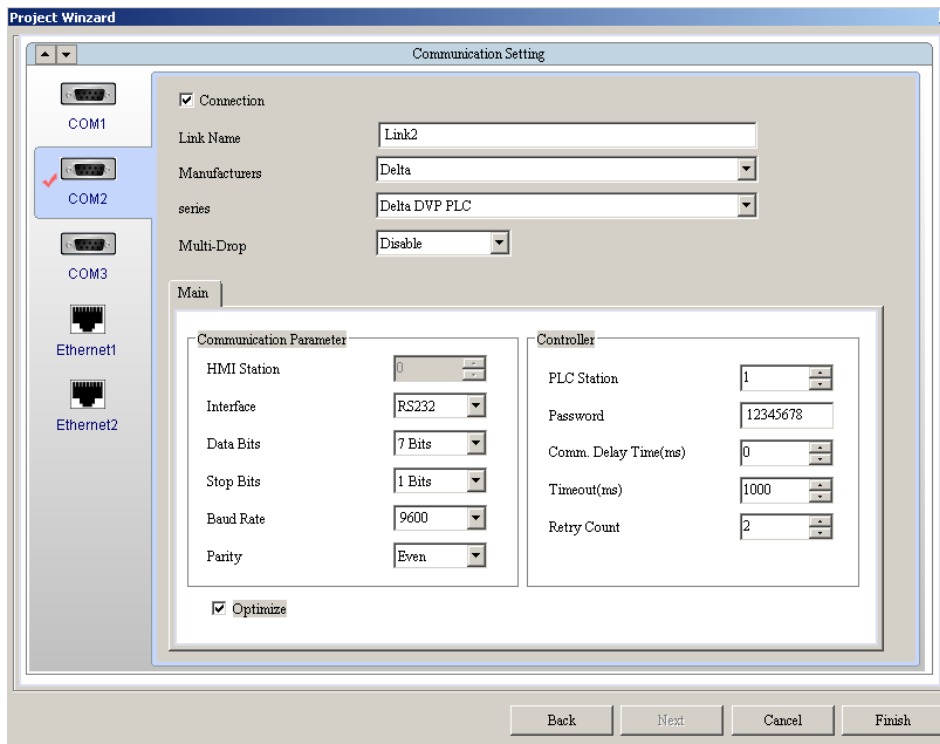 Project Winzard
Communication Setting
COM1
COM2
COM3
Ethernet1
Ethernet2
Connection
Link Name Link2
Manufacturers Delta
series Delta DVP PLC
Multi-Drop Disable
Main
Communication Parameter
HMI Station 0
Interface RS232
Data Bits 7 Bits
Stop Bits 1 Bits
Baud Rate 9600
Parity Even
Optimize
Controller
PLC Station 1
Password 12345678
Comm. Delay Time(ms) 0
Timeout(ms) 1000
Retry Count 2
Back Next Cancel Finish